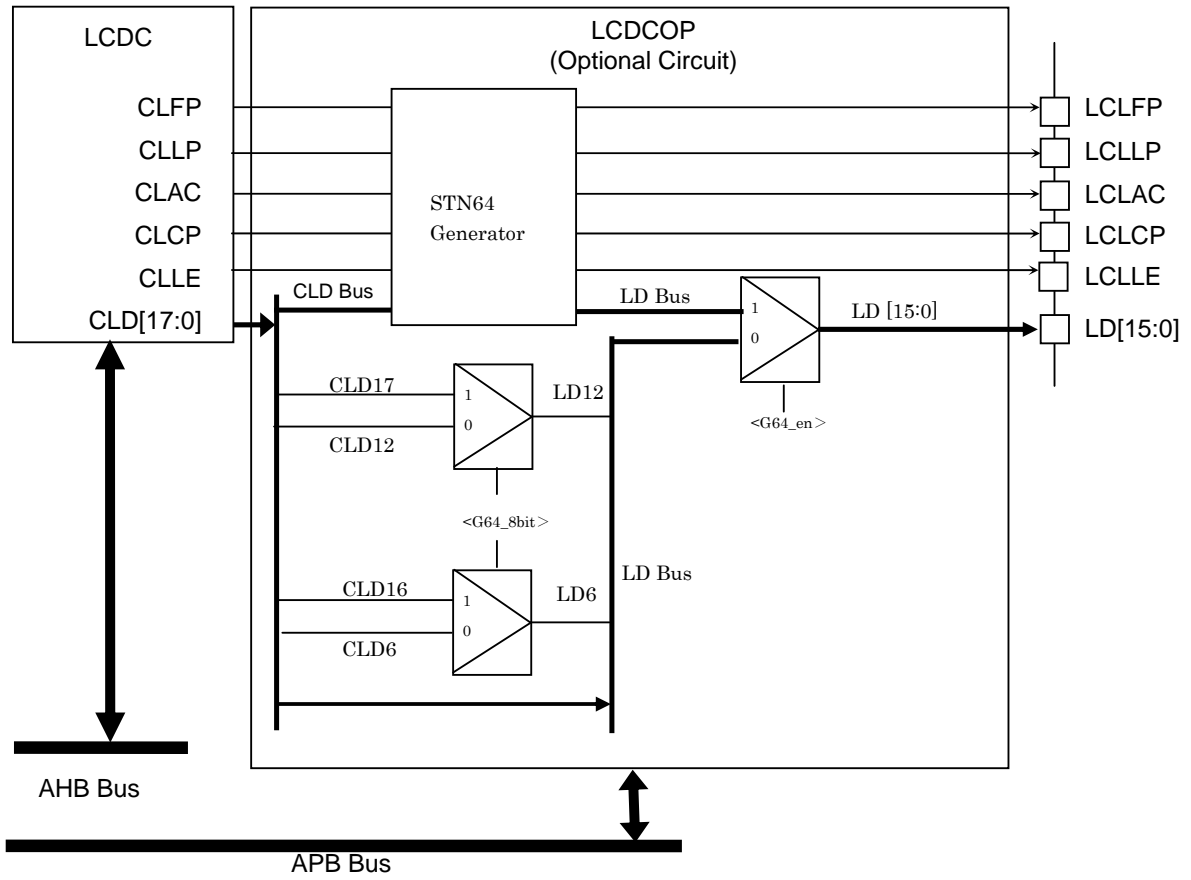 LCDC
LCDCOP
(Optional Circuit)
CLFP
CLLP
CLAC
CLCP
CLLE
CLD[17:0]
STN64
Generator
LCLFP
LCLLP
LCLAC
LCLCP
LCLLE
LD[15:0]
CLD Bus
LD Bus
1
0
LD [15:0]
<G64_en>
CLD17
CLD12
1
0
LD12
<G64_8bit>
CLD16
CLD6
1
0
LD6
LD Bus
AHB Bus
APB Bus